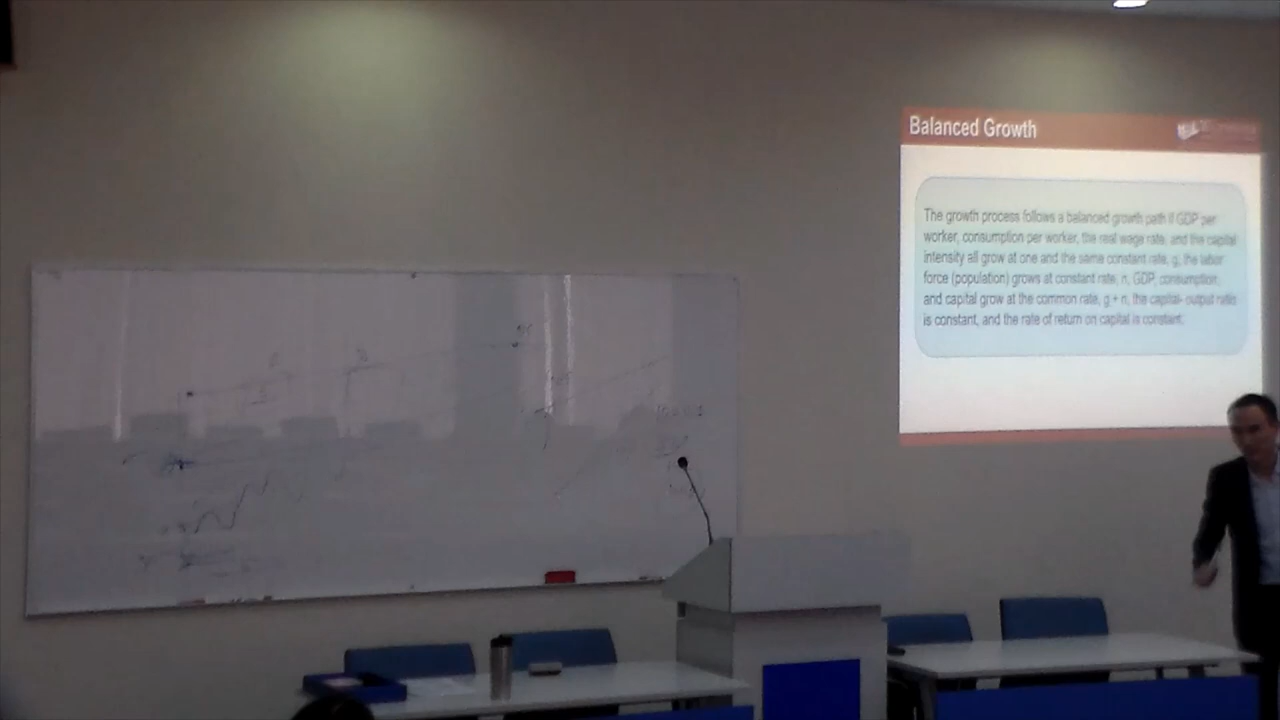 Balanced Growth
The growth process follows a balanced growth path if GDP per
worker, consumption per worker, the real wage rate, and the capital
intensity all grow at one and the same constant rate, g, the labor
force (population) grows at constant rate, n, GDP, consumption,
and capital grow at the common rate, g + n, the capital- output ratio
is constant, and the rate of return on capital is constant.